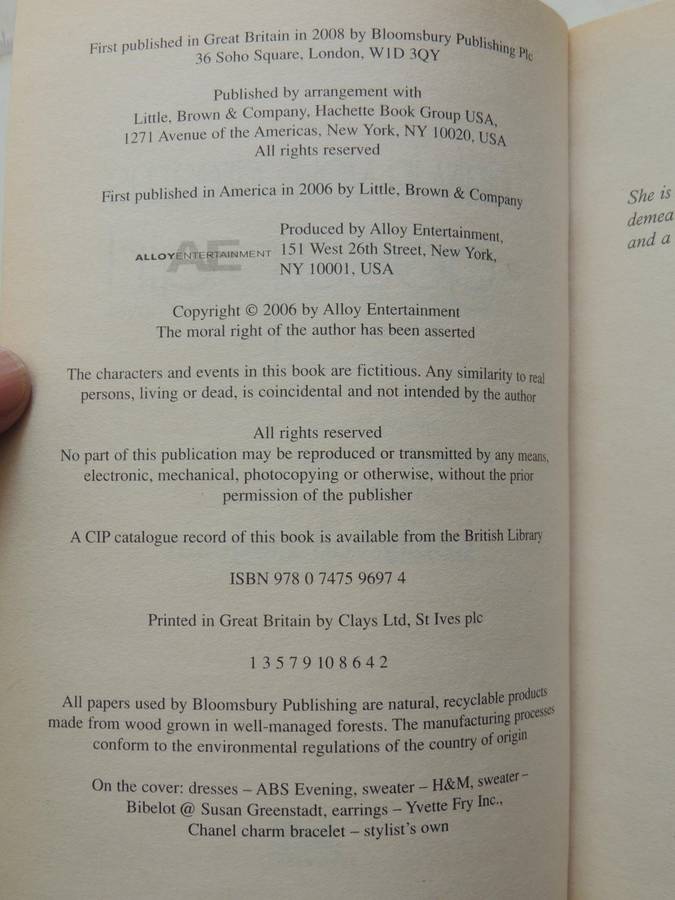 First published in Great Britain in 2008 by Bloomsbury Publishing Plc
36 Soho Square, London, W1D 3QY
Published by arrangement with
Little, Brown & Company, Hachette Book Group USA,
1271 Avenue of the Americas, New York, NY 10020, USA
All rights reserved
First published in America in 2006 by Little, Brown & Company
AE
ALLOYENTERTAINMENT
Produced by Alloy Entertainment,
151 West 26th Street, New York,
NY 10001, USA
Copyright © 2006 by Alloy Entertainment
The moral right of the author has been asserted
The characters and events in this book are fictitious. Any similarity to real
persons, living or dead, is coincidental and not intended by the author
All rights reserved
No part of this publication may be reproduced or transmitted by any means,
electronic, mechanical, photocopying or otherwise, without the prior
permission of the publisher
A CIP catalogue record of this book is available from the British Library
ISBN 978 0 7475 9697 4
Printed in Great Britain by Clays Ltd, St Ives plc
1 3 5 7 9 10 8 6 4 2
All papers used by Bloomsbury Publishing are natural, recyclable products
made from wood grown in well-managed forests. The manufacturing processes
conform to the environmental regulations of the country of origin
On the cover: dresses – ABS Evening, sweater – H&M, sweater –
Bibelot @ Susan Greenstadt, earrings – Yvette Fry Inc.,
Chanel charm bracelet – stylist's own
She is
demea
and a